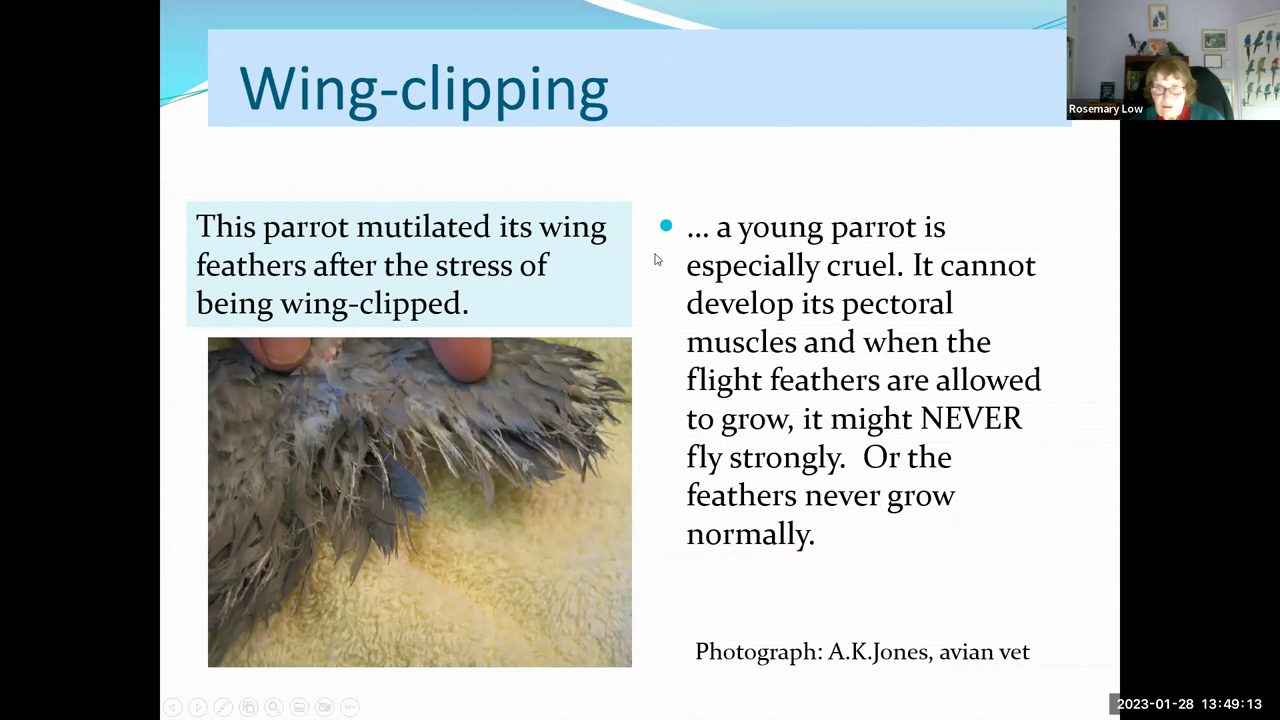 Wing-clipping
Rosemary Low
This parrot mutilated its wing
feathers after the stress of
being wing-clipped.
... a young parrot is
especially cruel. It cannot
develop its pectoral
muscles and when the
flight feathers are allowed
to grow, it might NEVER
fly strongly.  Or the
feathers never grow
normally.
Photograph: A.K.Jones, avian vet
2023-01-28 13:49:13